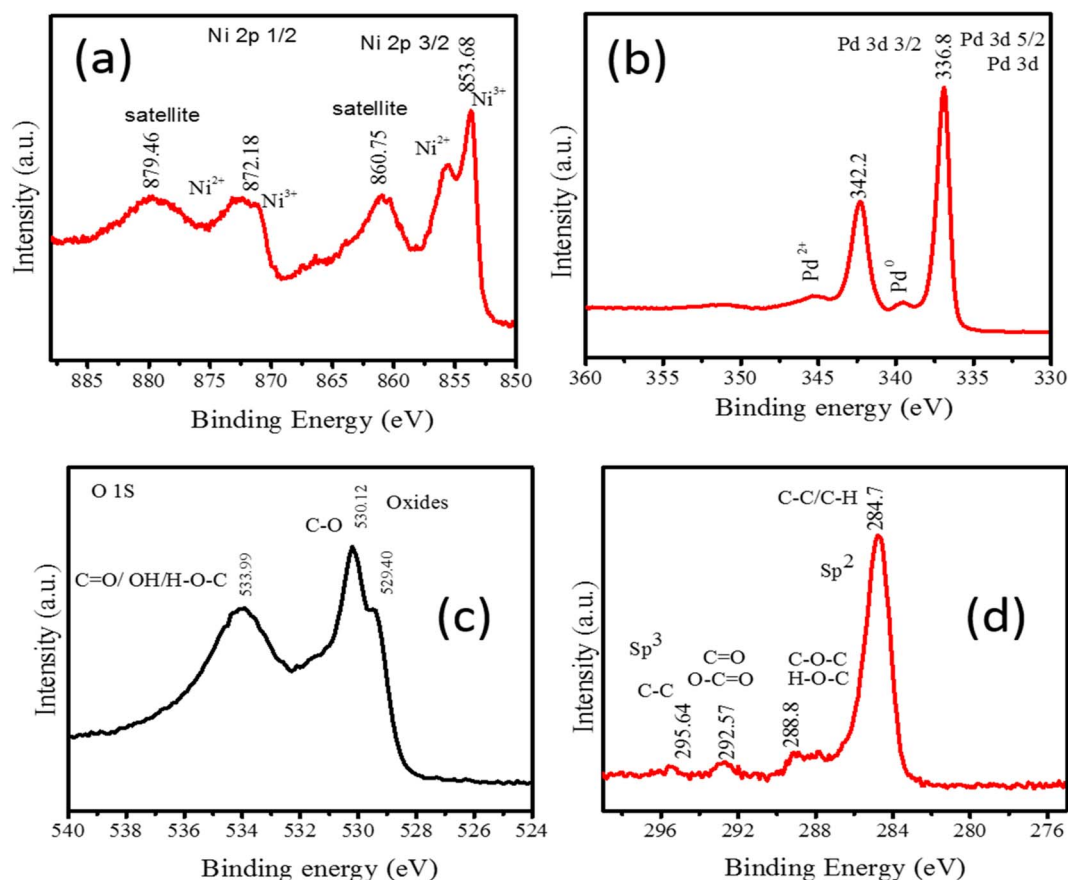 (a)
Ni 2p 1/2
Ni 2p 3/2
853.68
Ni3+
satellite
879.46
Ni2+
872.18
Ni3+
satellite
860.75
Ni2+
Intensity (a.u.)
885 880 875 870 865 860 855 850
Binding Energy (eV)
(b)
Pd 3d 3/2
336.8
Pd 3d 5/2
Pd 3d
342.2
Pd2+
Pd0
Intensity (a.u.)
360 355 350 345 340 335 330
Binding energy (eV)
O 1S
C-O
530.12
Oxides
529.40
C=O/ OH/H-O-C
533.99
(c)
Intensity (a.u.)
540 538 536 534 532 530 528 526 524
Binding energy (eV)
C-C/C-H
284.7
Sp2
(d)
Sp3
C-C
295.64
C=O
O-C=O
292.57
C-O-C
H-O-C
288.8
Intensity (a.u.)
296 292 288 284 280 276
Binding Energy (eV)